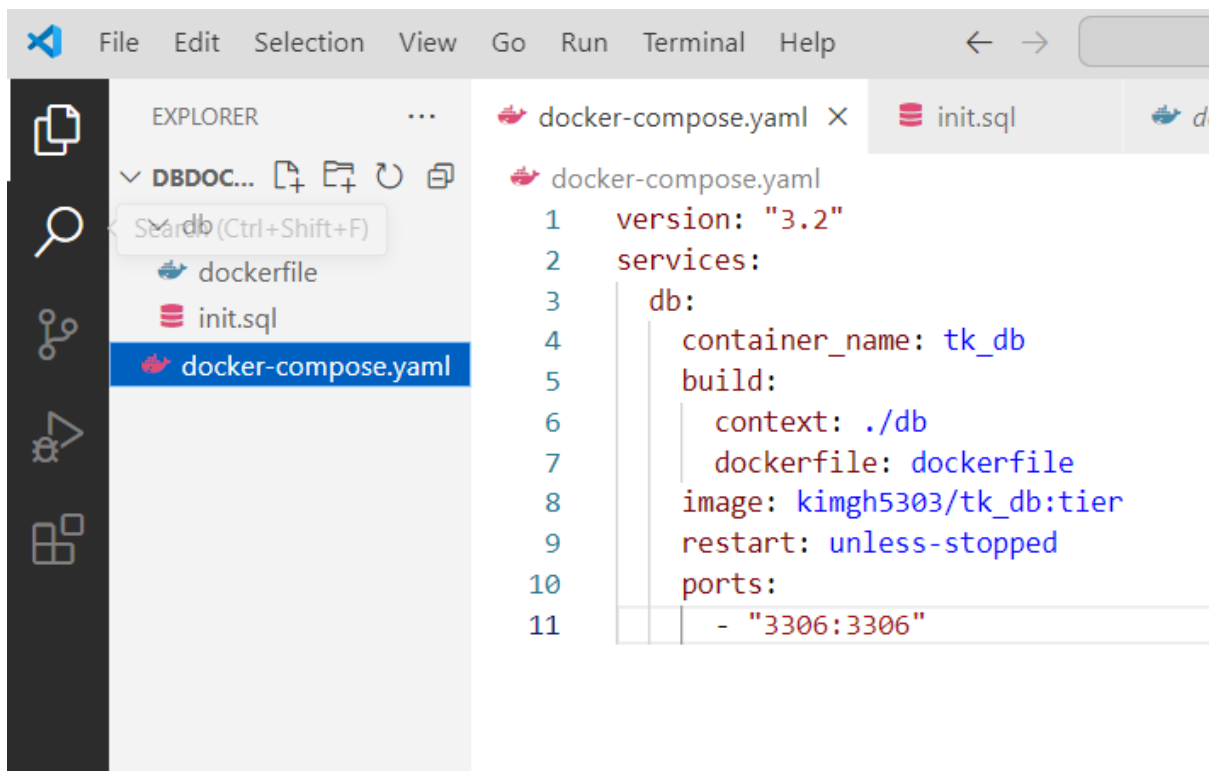 File Edit Selection View Go Run Terminal Help
EXPLORER ...
docker-compose.yaml
init.sql
DBDOC...
docker-compose.yaml
db
Search (Ctrl+Shift+F)
dockerfile
init.sql
docker-compose.yaml
1 version: "3.2"
2 services:
3 db:
4 container_name: tk_db
5 build:
6 context: ./db
7 dockerfile: dockerfile
8 image: kimgh5303/tk_db:tier
9 restart: unless-stopped
10 ports:
11 - "3306:3306"